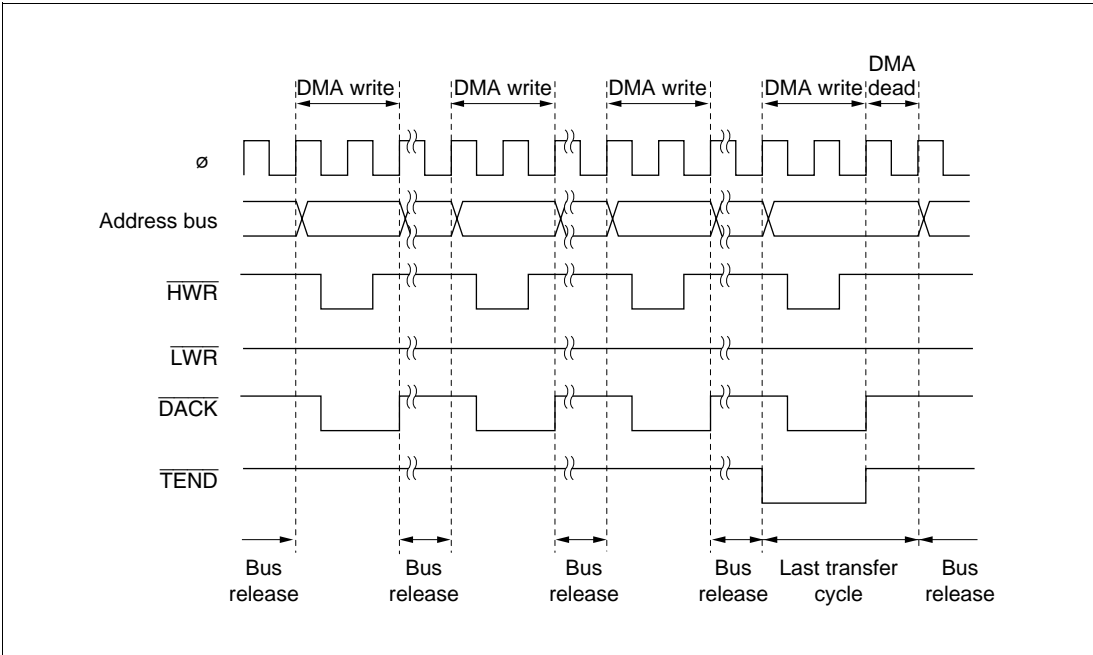 DMA
DMA write DMA write DMA write DMA write dead
ø
Address bus
HWR
LWR
DACK
TEND
Bus Bus Bus Bus Last transfer Bus
release release release release cycle release